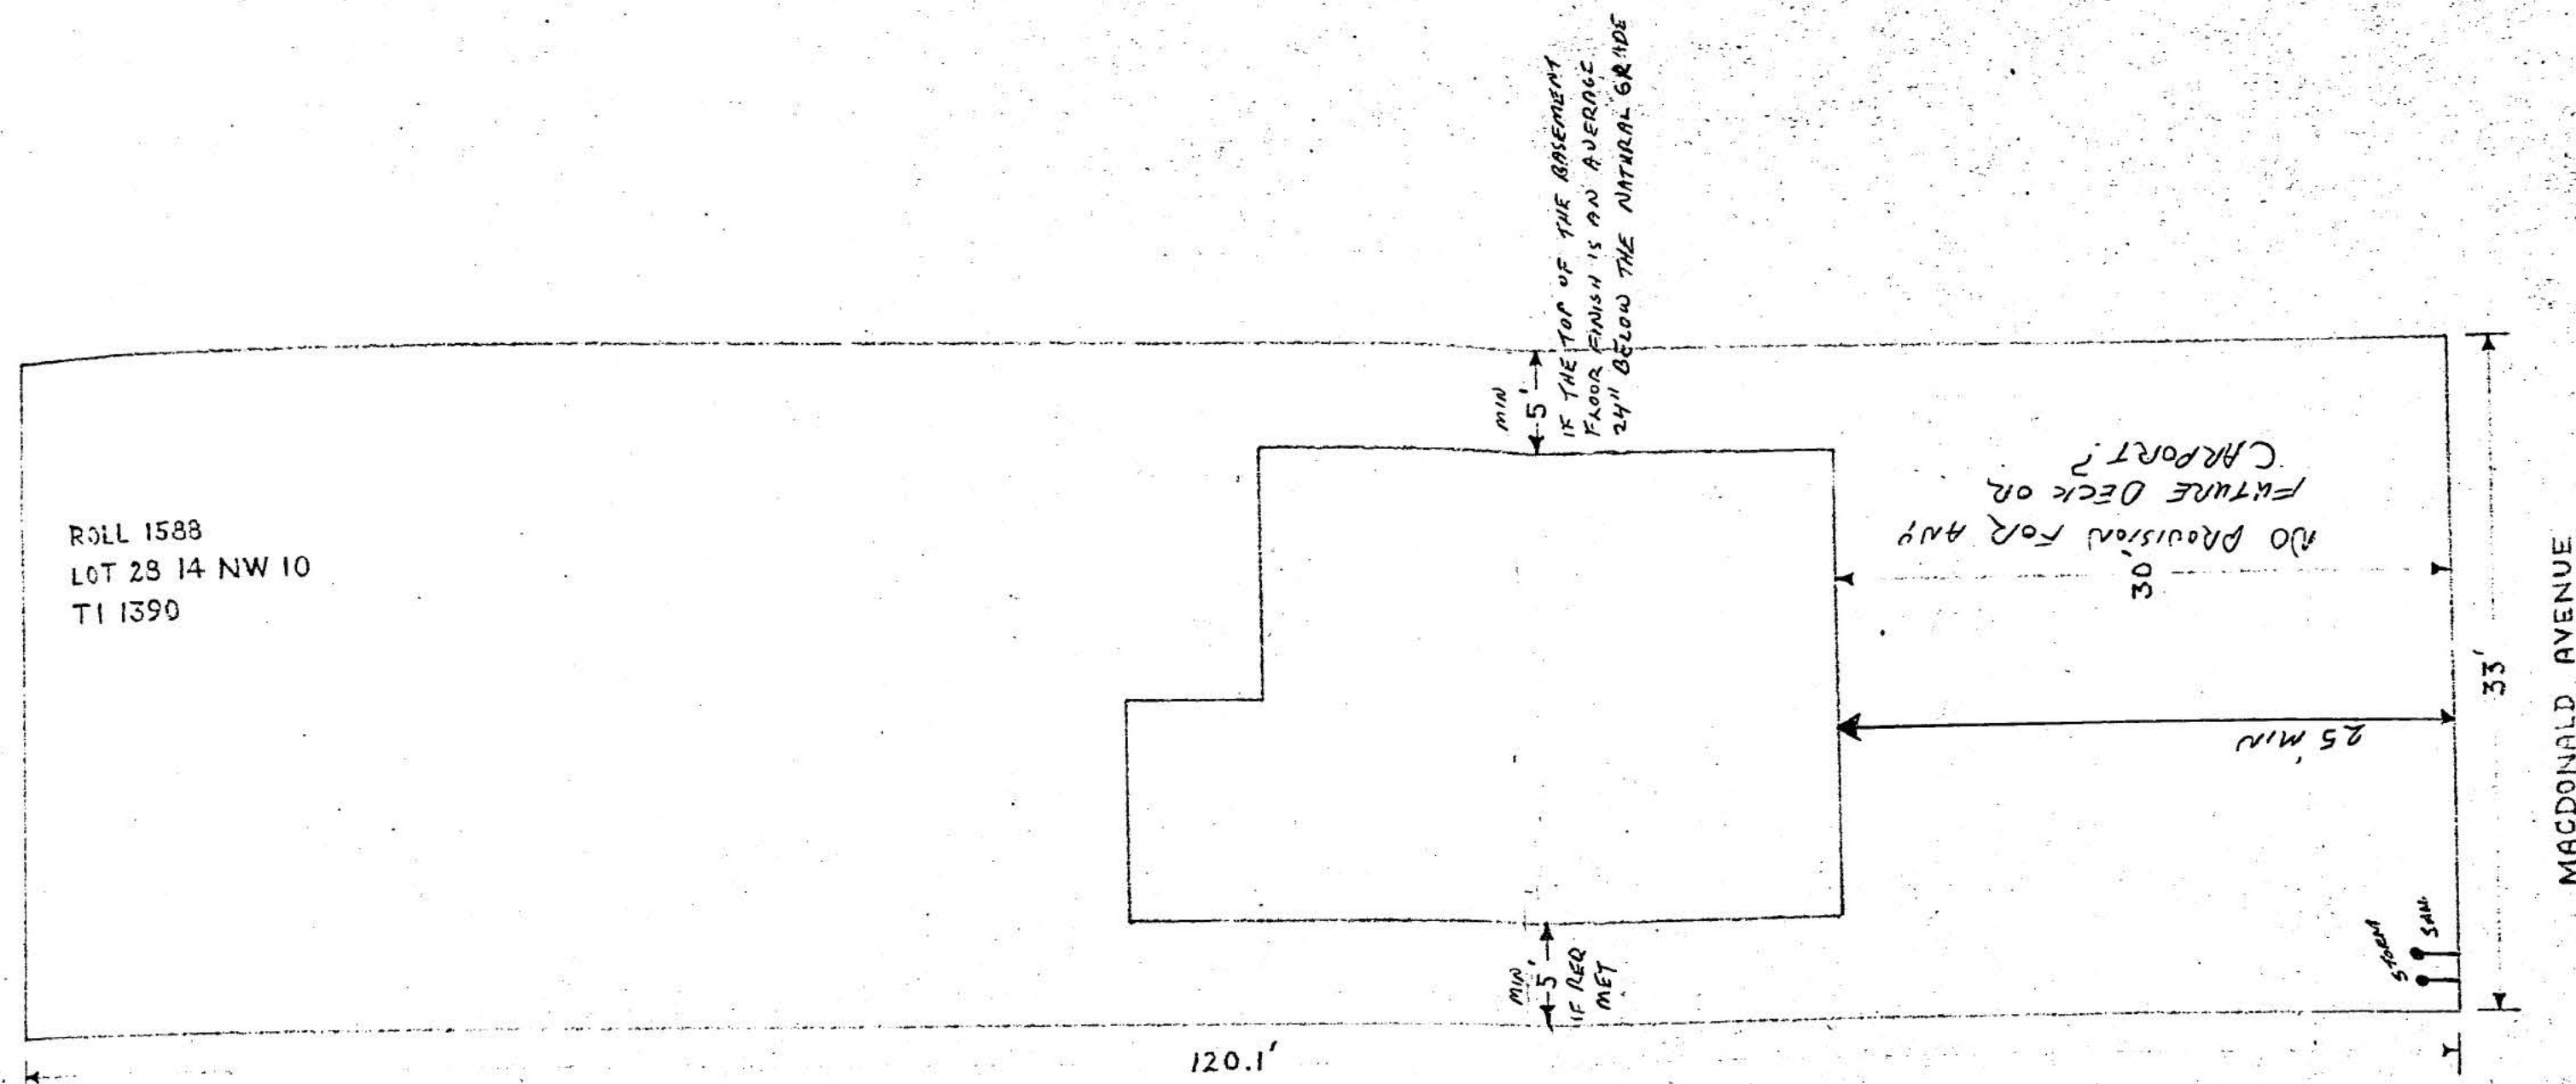 ROLL 1588
LOT 28 14 NW 10
T1 1390
MIN
5'
IF THE TOP OF THE BASEMENT
FLOOR FINISH IS AN AVERAGE
24" BELOW THE NATURAL GRADE
NO PROVISION FOR ANY
FUTURE DECK OR
CARPORT?
30'
25' MIN
33'
MACDONALD AVENUE
STORM
SAN.
MIN
5'
IF REQ
MET
120.1'